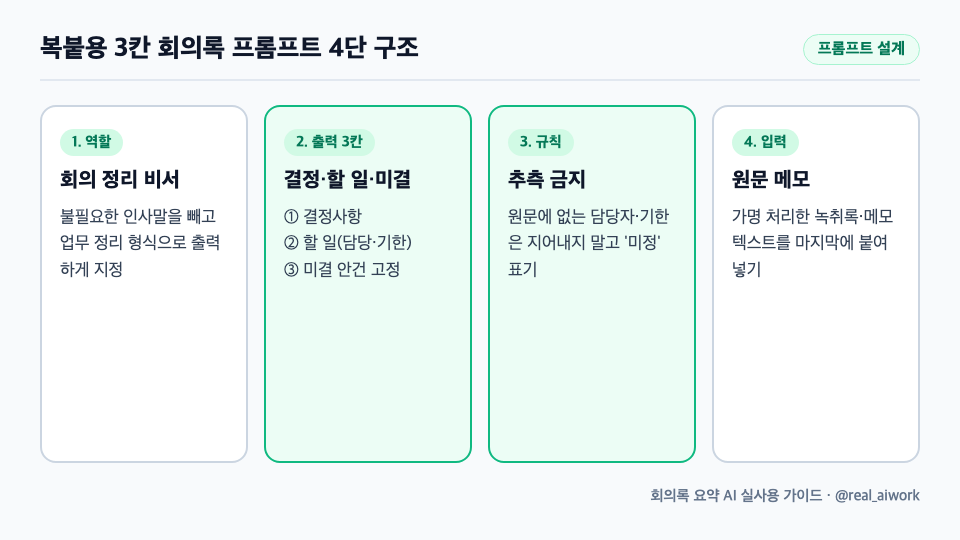 복붙용 3칸 회의록 프롬프트 4단 구조
프롬프트 설계
1. 역할
회의 정리 비서
불필요한 인사말을 빼고
업무 정리 형식으로 출력
하게 지정
2. 출력 3칸
결정·할 일·미결
① 결정사항
② 할 일(담당·기한)
③ 미결 안건 고정
3. 규칙
추측 금지
원문에 없는 담당자·기한
은 지어내지 말고 '미정'
표기
4. 입력
원문 메모
가명 처리한 녹취록·메모
텍스트를 마지막에 붙여
넣기
회의록 요약 AI 실사용 가이드 · @real_aiwork